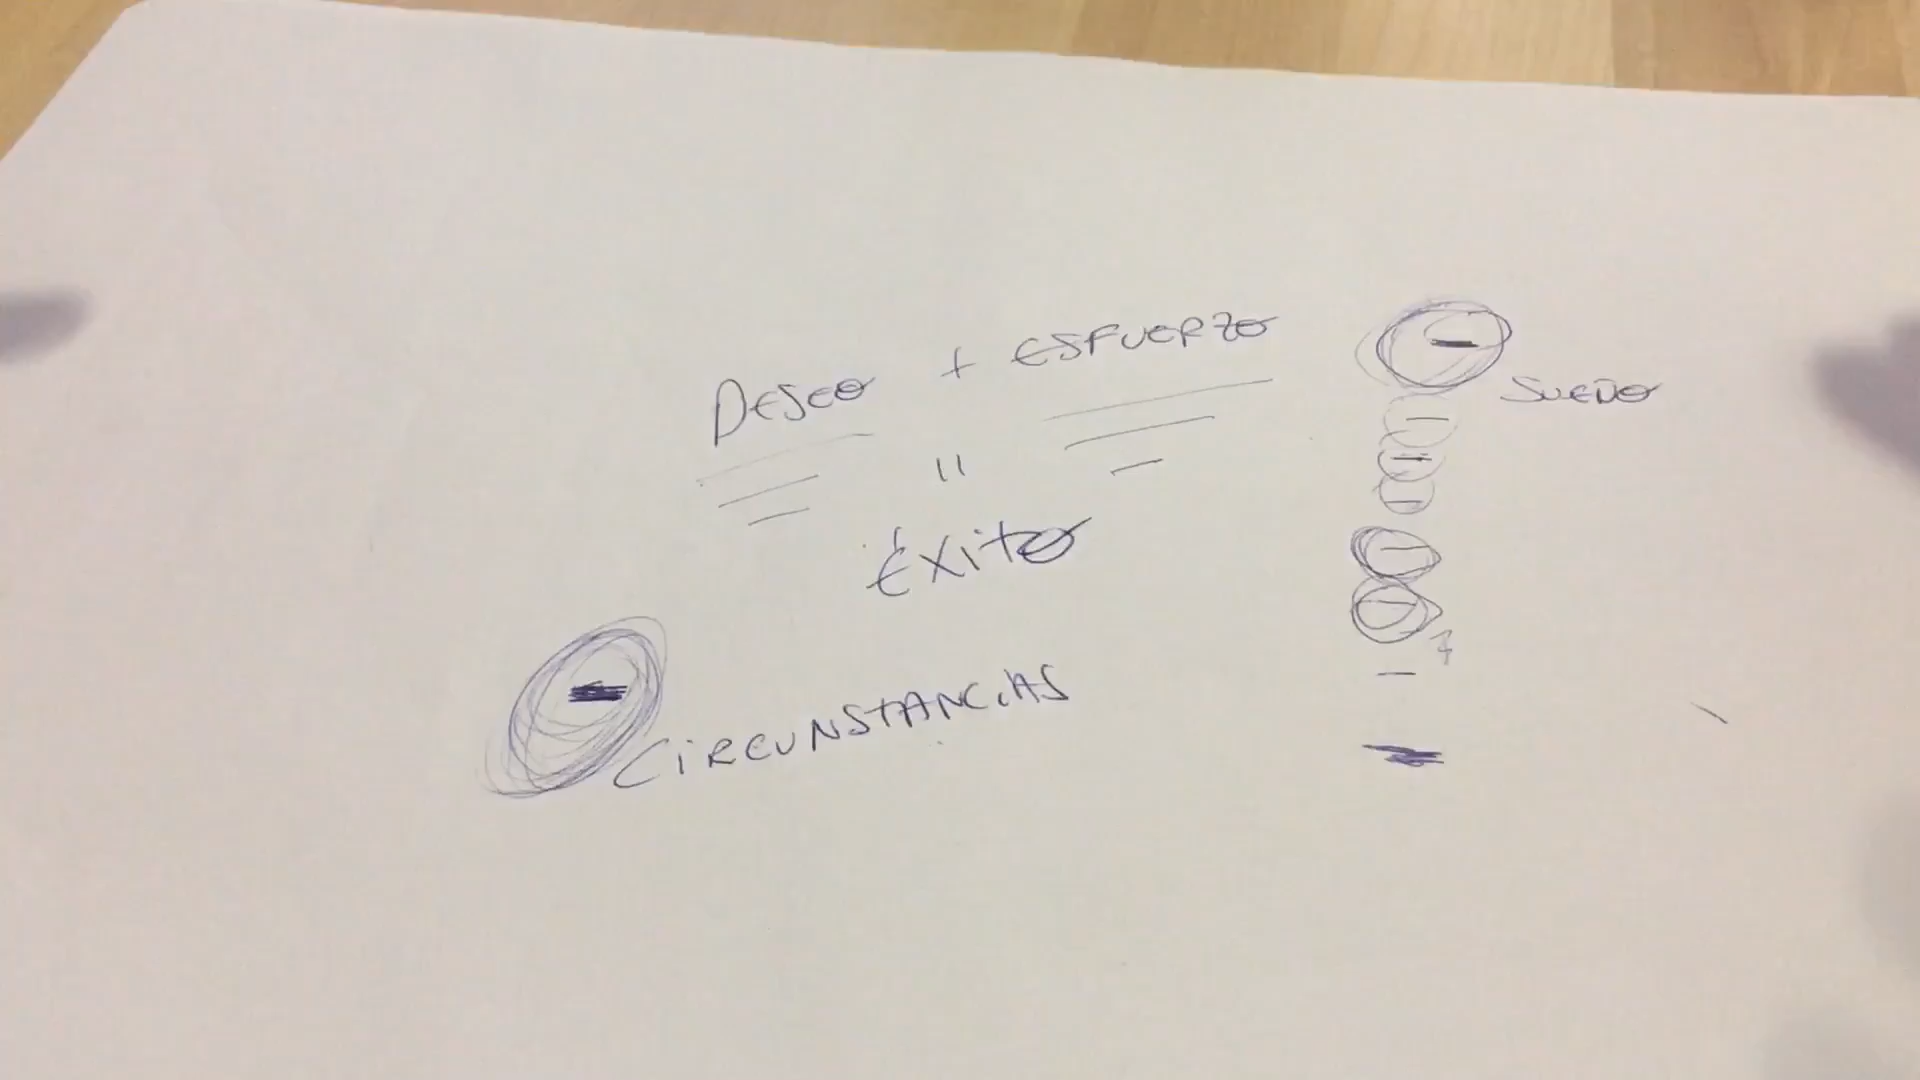 DESEO + ESFUERZO
=
Éxito
SUEÑO
CIRCUNSTANCIAS